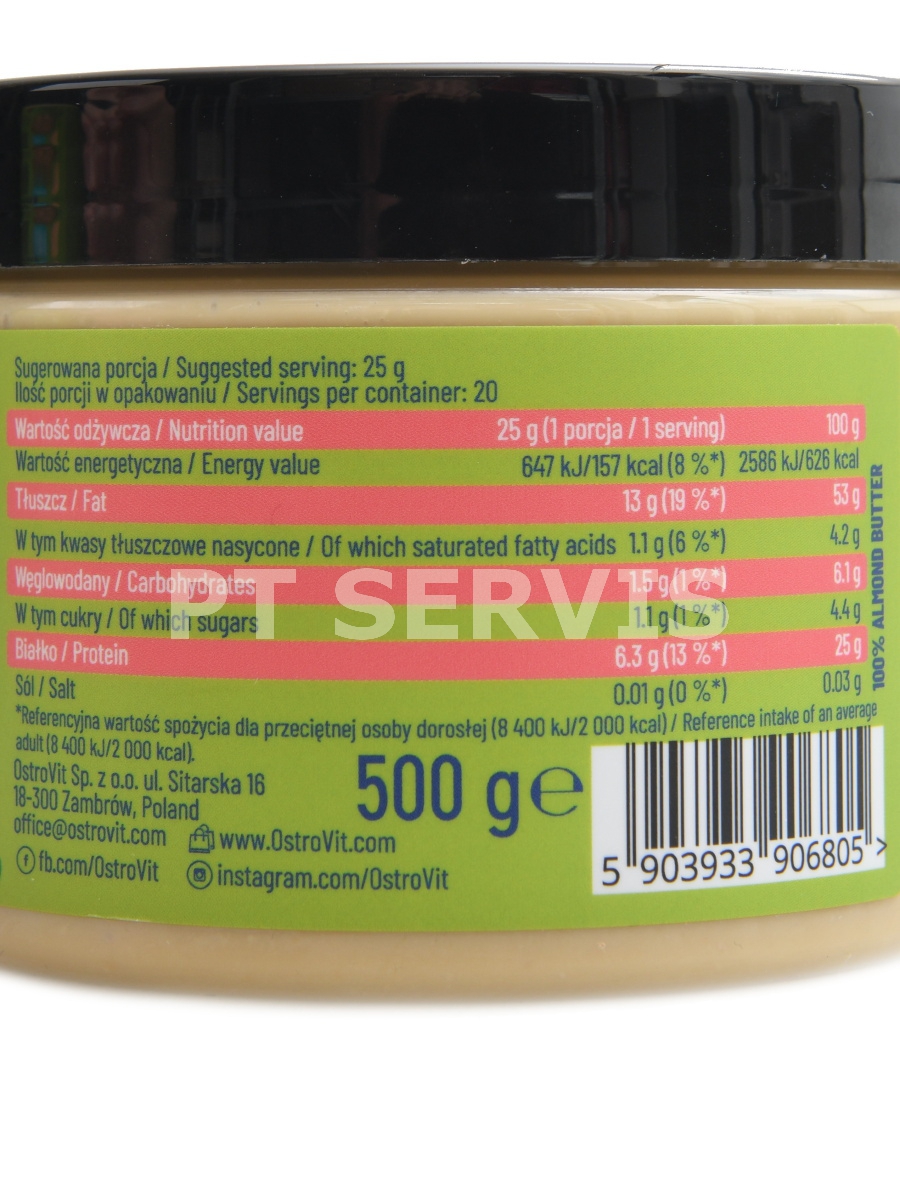 Sugerowana porcja / Suggested serving: 25 g
Ilość porcji w opakowaniu / Servings per container: 20
Wartość odżywcza / Nutrition value 25 g (1 porcja / 1 serving) 100 g
Wartość energetyczna / Energy value 647 kJ/157 kcal (8 %*) 2586 kJ/626 kcal
Tłuszcz / Fat 13 g (19 %*) 53 g
W tym kwasy tłuszczowe nasycone / Of which saturated fatty acids 1.1 g (6 %*) 4.2 g
Węglowodany / Carbohydrates 1.5 g (1 %*) 6.1 g
W tym cukry / Of which sugars 1.1 g (1 %*) 4.4 g
Białko / Protein 6.3 g (13 %*) 25 g
Sól / Salt 0.01 g (0 %*) 0.03 g
*Referencyjna wartość spożycia dla przeciętnej osoby dorosłej (8 400 kJ/2 000 kcal) / Reference intake of an average
adult (8 400 kJ/2 000 kcal).
OstroVit Sp. z o.o. ul. Sitarska 16
18-300 Zambrów, Poland
office@ostrovit.com
www.OstroVit.com
fb.com/OstroVit
instagram.com/OstroVit
500 g e
5 903933 906805 >
100% ALMOND BUTTER
PT SERVIS